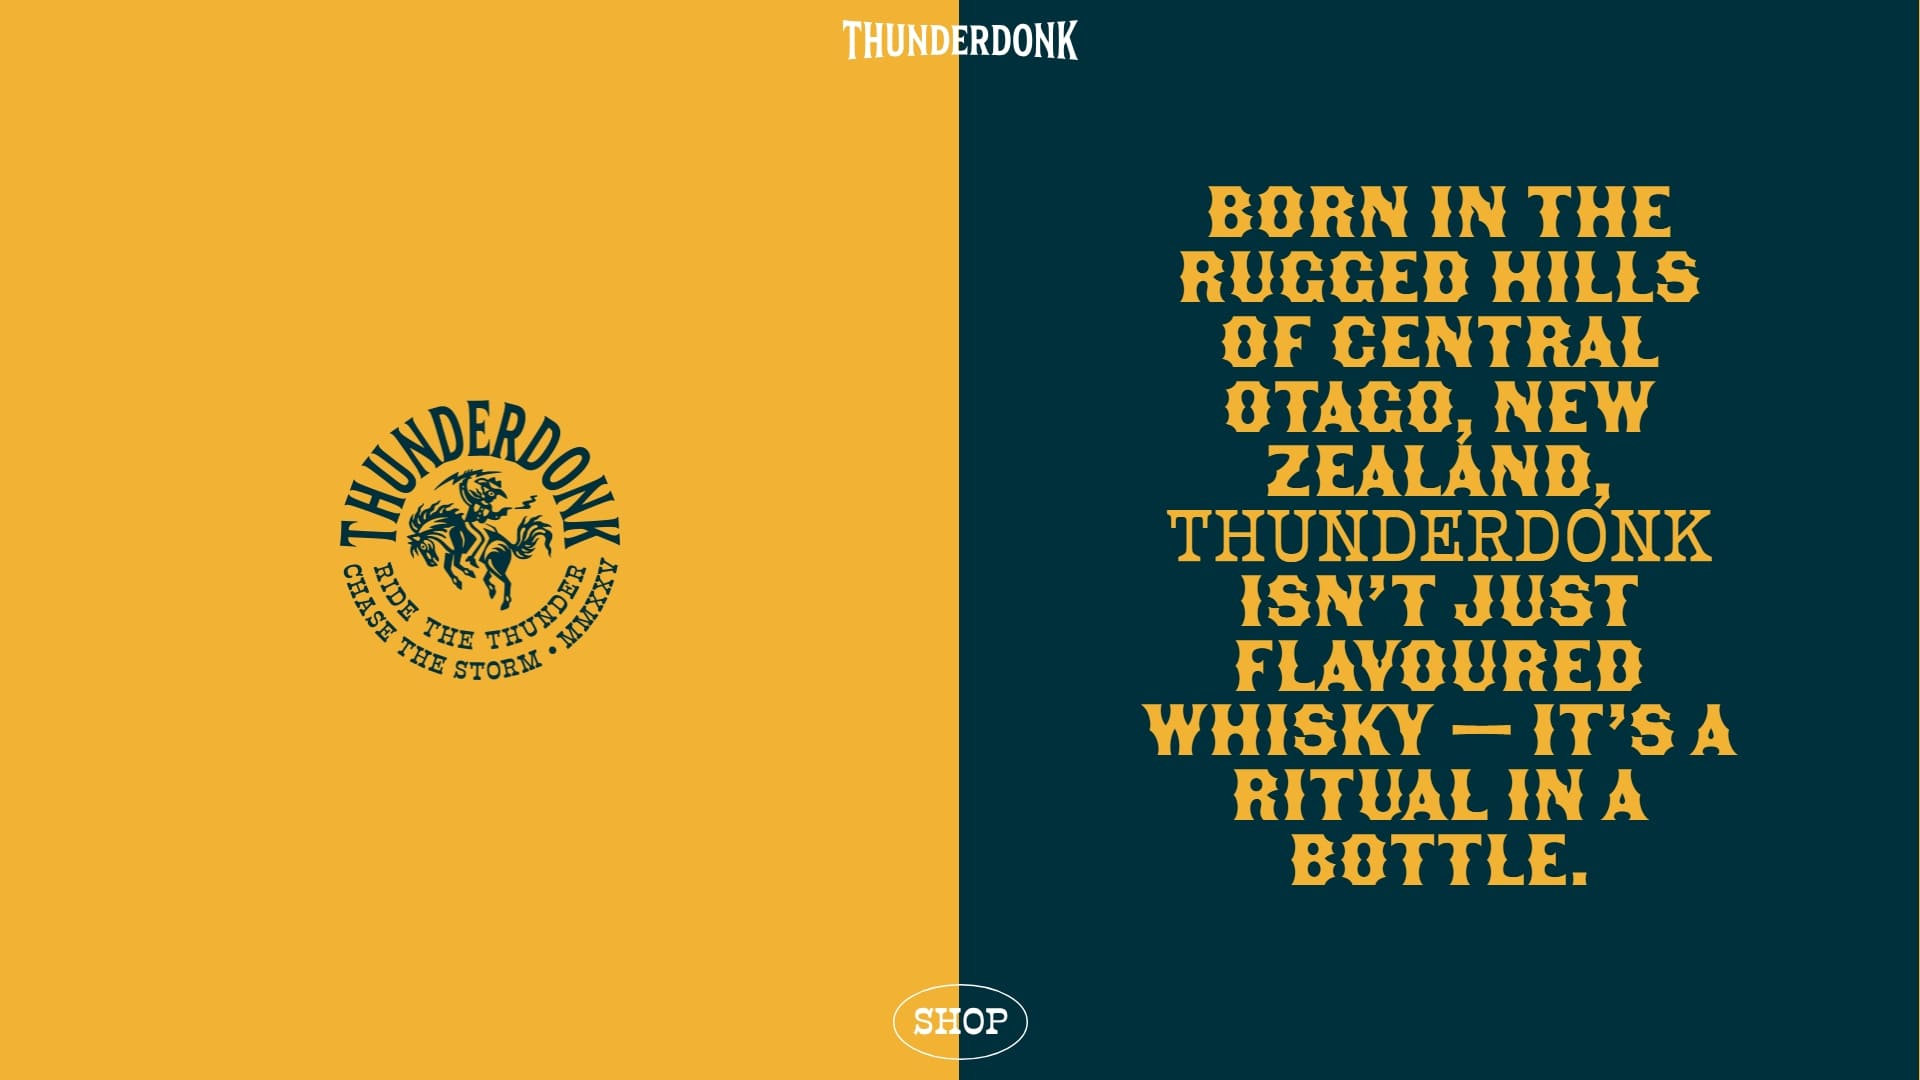 THUNDERDONK
THUNDERDONK
RIDE THE THUNDER
CHASE THE STORM • MMXXV
BORN IN THE
RUGGED HILLS
OF CENTRAL
OTAGO, NEW
ZEALAND,
THUNDERDONK
ISN’T JUST
FLAVOURED
WHISKY — IT’S A
RITUAL IN A
BOTTLE.
SHOP